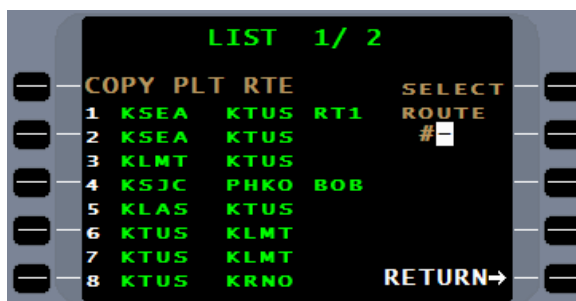 LIST 1/ 2
COPY PLT RTE SELECT
1 KSEA KTUS RT1 ROUTE
2 KSEA KTUS #-
3 KLMT KTUS
4 KSJC PHKO BOB
5 KLAS KTUS
6 KTUS KLMT
7 KTUS KLMT
8 KTUS KRNO RETURN→